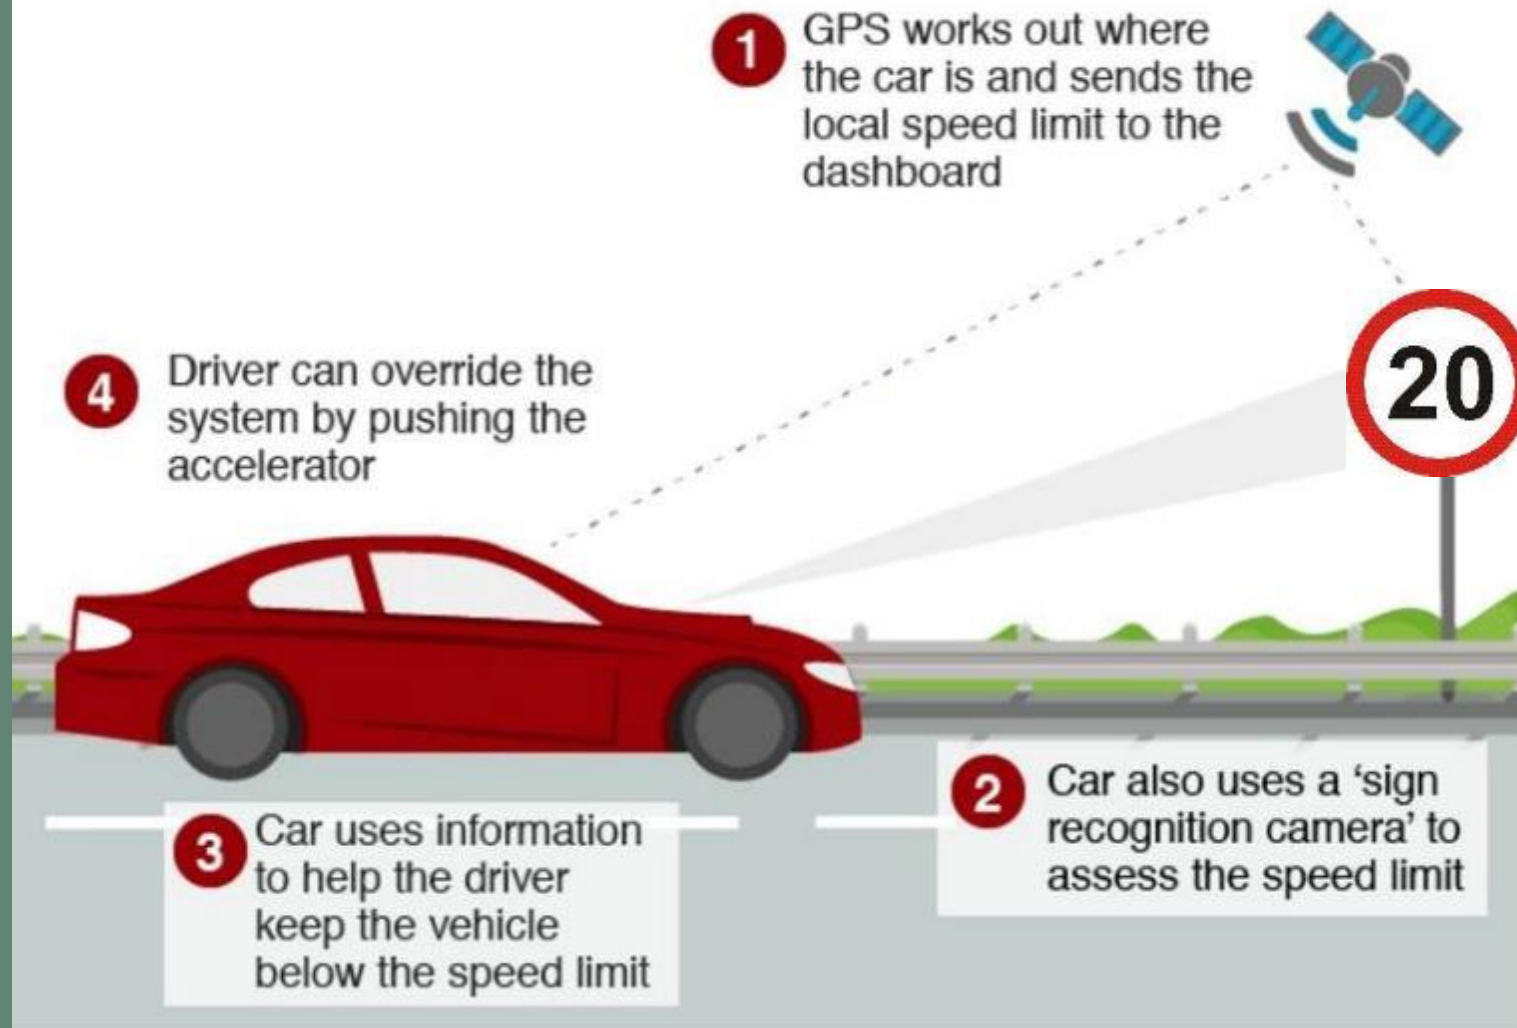 1
GPS works out where
the car is and sends the
local speed limit to the
dashboard
20
4
Driver can override the
system by pushing the
accelerator
2
Car also uses a ‘sign
recognition camera’ to
assess the speed limit
3
Car uses information
to help the driver
keep the vehicle
below the speed limit